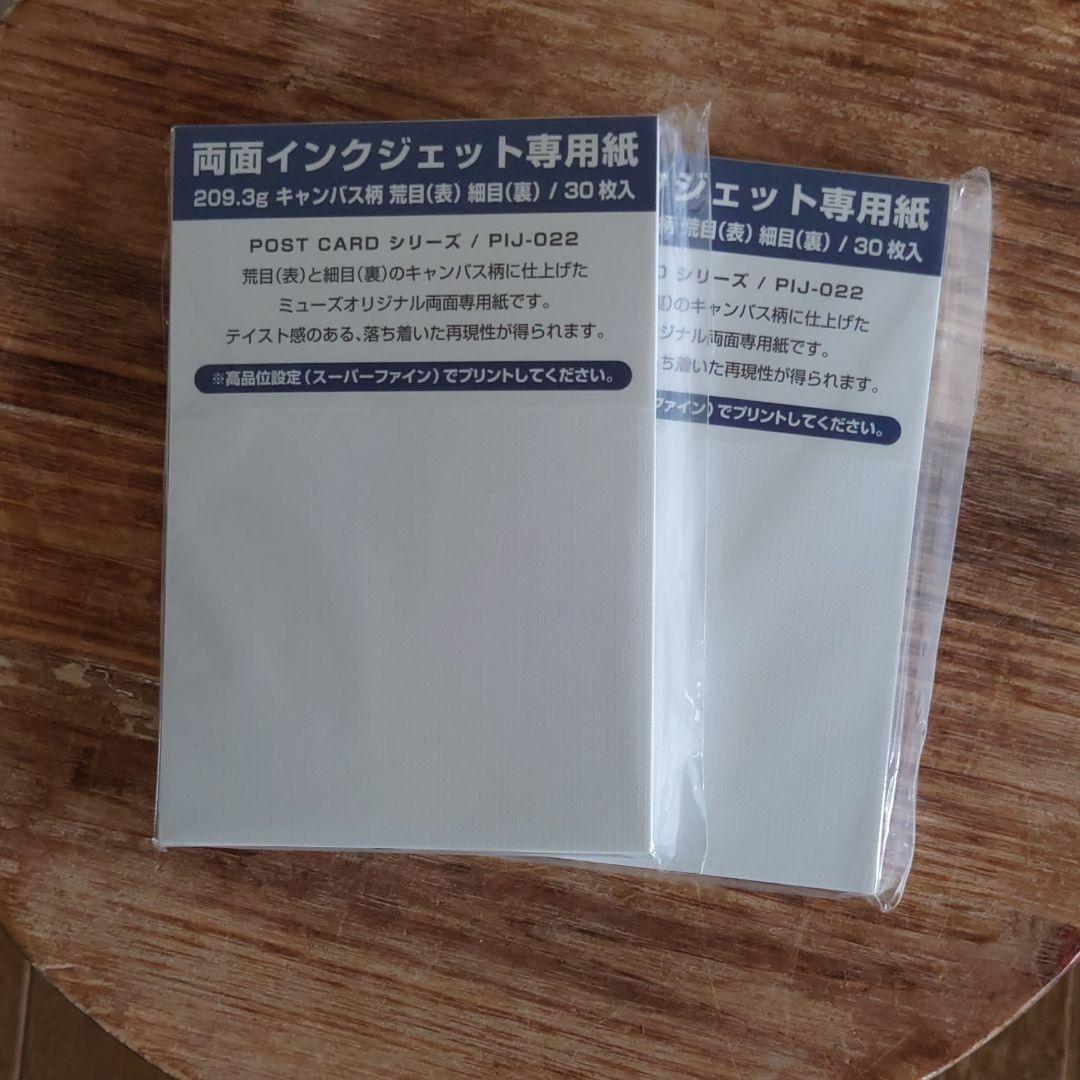 両面インクジェット専用紙
209.3g キャンバス柄 荒目(表) 細目(裏) / 30枚入
POST CARD シリーズ / PIJ-022
荒目(表)と細目(裏)のキャンバス柄に仕上げた
ミューズオリジナル両面専用紙です。
テイスト感のある、落ち着いた再現性が得られます。
※高品位設定(スーパーファイン)でプリントしてください。
クジェット専用紙
柄 荒目(表) 細目(裏) / 30枚入
D シリーズ / PIJ-022
裏)のキャンバス柄に仕上げた
ジナル両面専用紙です。
ち着いた再現性が得られます。
ファイン)でプリントしてください。